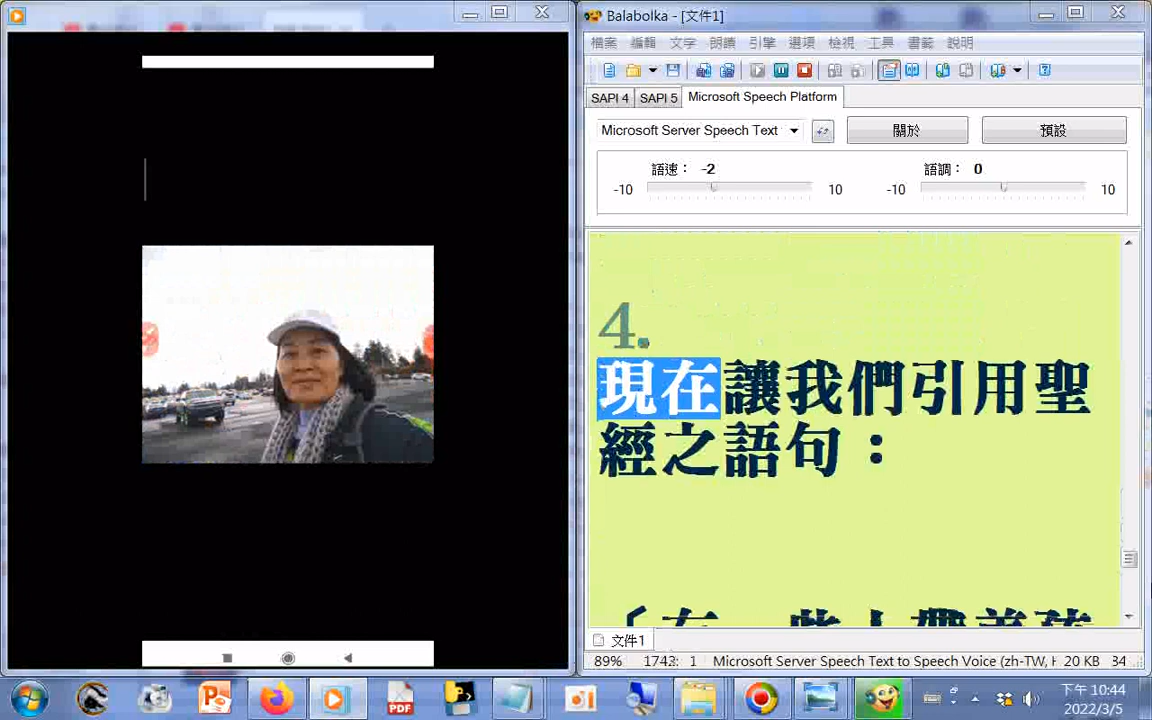 Balabolka - [文件1]
檔案 編輯 文字 朗讀 引擎 選項 檢視 工具 書籤 說明
SAPI 4 SAPI 5 Microsoft Speech Platform
Microsoft Server Speech Text 關於 預設
語速： -2 語調： 0
-10 10 -10 10
4.
現在讓我們引用聖
經之語句：
文件1
89% 1742: 1 Microsoft Server Speech Text to Speech Voice (zh-TW, 20 KB 34
下午 10:44
2022/3/5